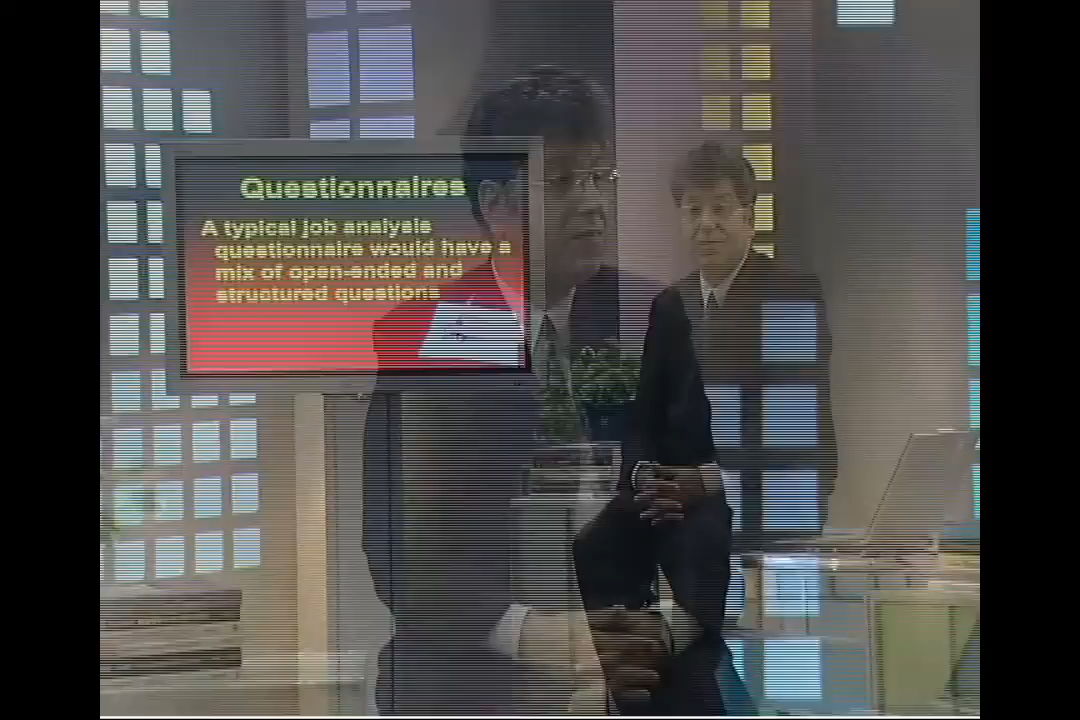 Questionnaires
A typical job analysis
questionnaire would have a
mix of open-ended and
structured questions